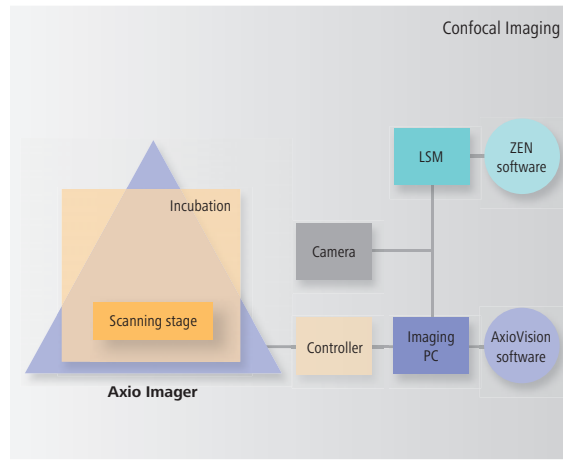 Confocal Imaging
LSM
ZEN
software
Incubation
Camera
Scanning stage
Controller
Imaging
PC
AxioVision
software
Axio Imager